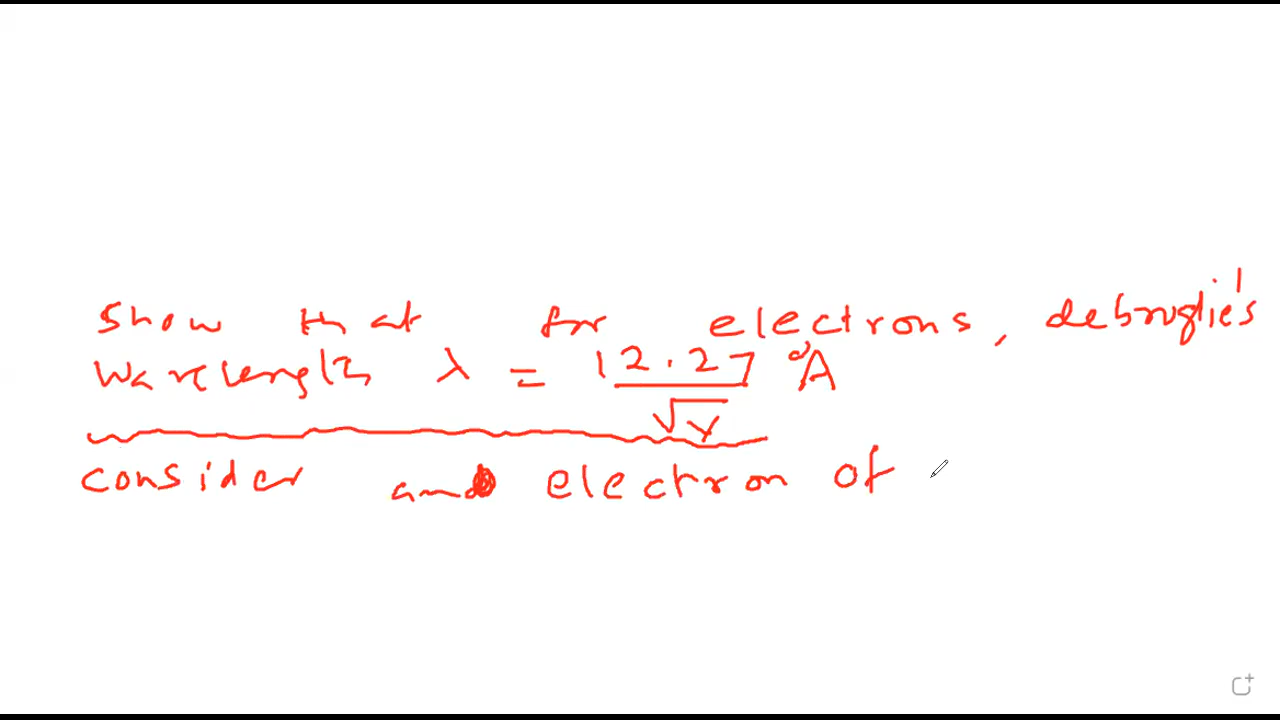 Show that for electrons, debroglie's
wavelength λ = 12.27 / √V °A
consider an electron of